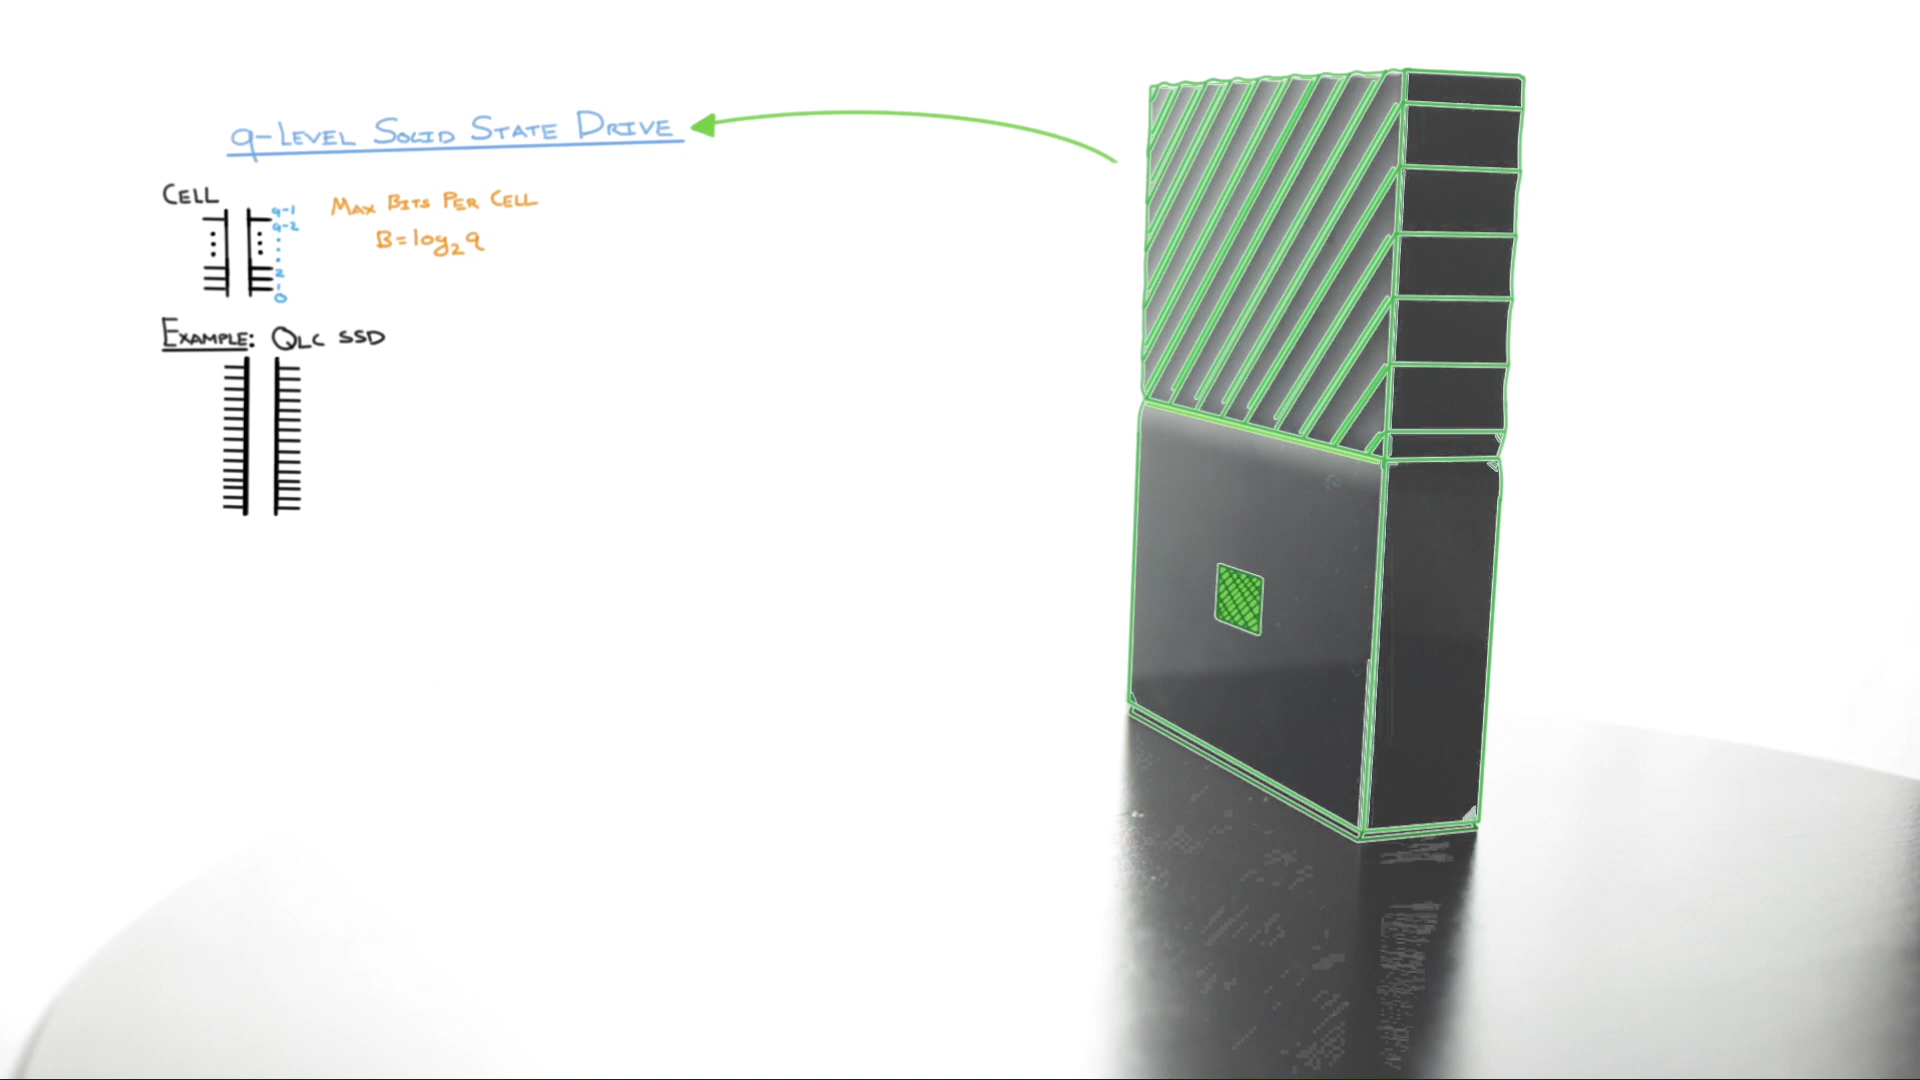 q-LEVEL SOLID STATE DRIVE
CELL
q-1
q-2
2
1
0
MAX BITS PER CELL
B=log₂q
EXAMPLE: QLC SSD